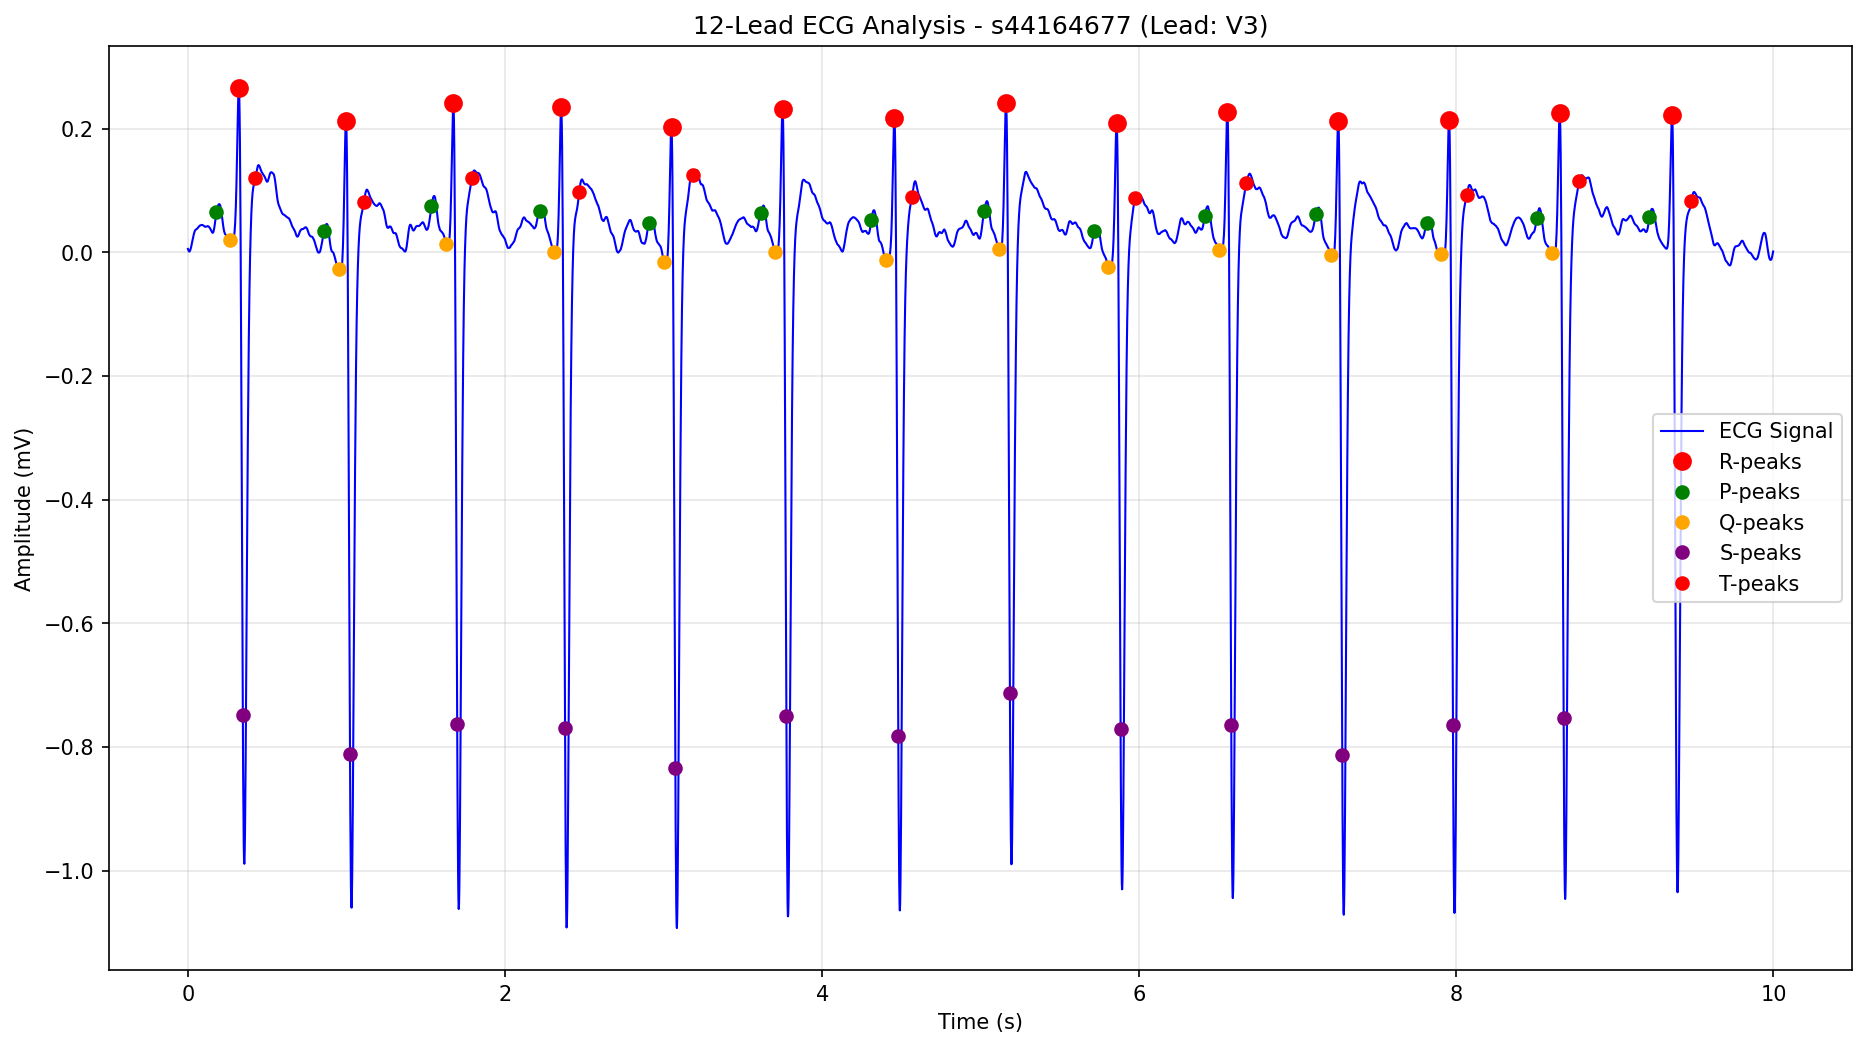 12-Lead ECG Analysis - s44164677 (Lead: V3)
Amplitude (mV)
0.2
0.0
−0.2
−0.4
−0.6
−0.8
−1.0
ECG Signal
R-peaks
P-peaks
Q-peaks
S-peaks
T-peaks
0 2 4 6 8 10
Time (s)